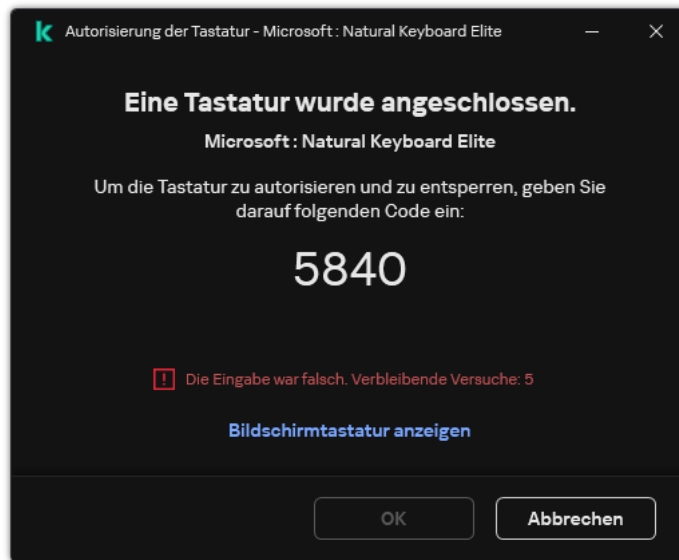 Autorisierung der Tastatur - Microsoft : Natural Keyboard Elite
Eine Tastatur wurde angeschlossen.
Microsoft : Natural Keyboard Elite
Um die Tastatur zu autorisieren und zu entsperren, geben Sie
darauf folgenden Code ein:
5840
Die Eingabe war falsch. Verbleibende Versuche: 5
Bildschirmtastatur anzeigen
OK
Abbrechen